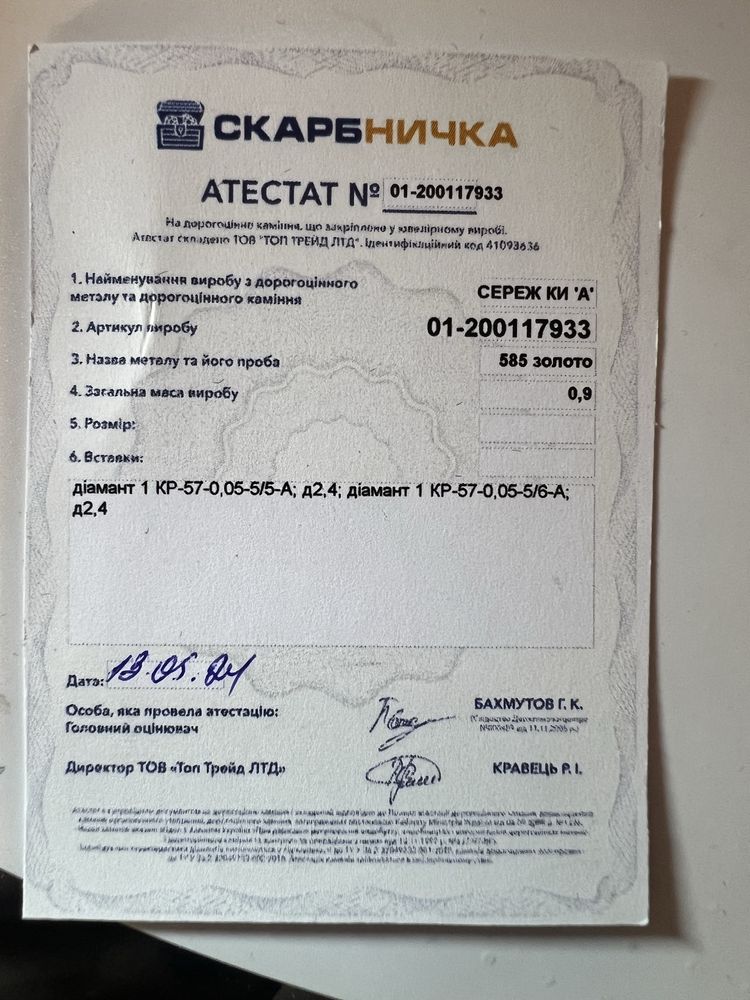 СКАРБНИЧКА
АТЕСТАТ № 01-200117933
На дорогоцінне каміння, що закріплено у ювелірному виробі.
Атестат складено ТОВ "ТОП ТРЕЙД ЛТД". Ідентифікаційний код 41093636
1. Найменування виробу з дорогоцінного
металу та дорогоцінного каміння
СЕРЕЖ КИ 'А'
2. Артикул виробу
01-200117933
3. Назва металу та його проба
585 золото
4. Загальна маса виробу
0,9
5. Розмір:
6. Вставки:
діамант 1 КР-57-0,05-5/5-А; д2,4; діамант 1 КР-57-0,05-5/6-А;
д2,4
Дата: 13.05.24
Особа, яка провела атестацію:
Головний оцінювач
БАХМУТОВ Г. К.
Директор ТОВ «Топ Трейд ЛТД»
КРАВЕЦЬ Р. І.